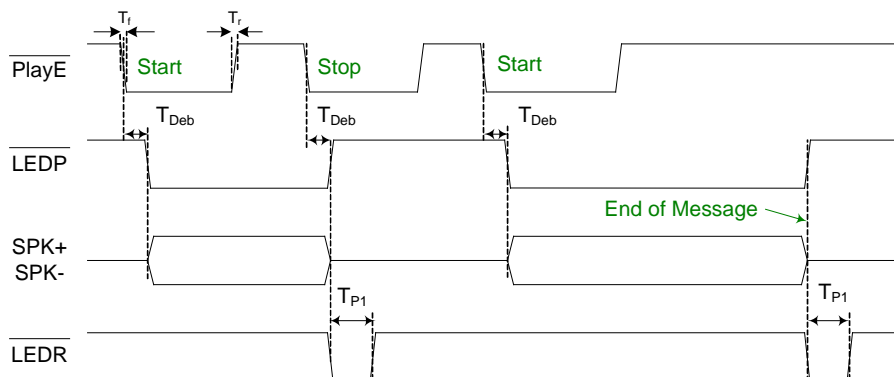 Tf Tr
PlayE Start Stop Start
TDeb TDeb TDeb
LEDP
End of Message
SPK+
SPK-
TP1 TP1
LEDR